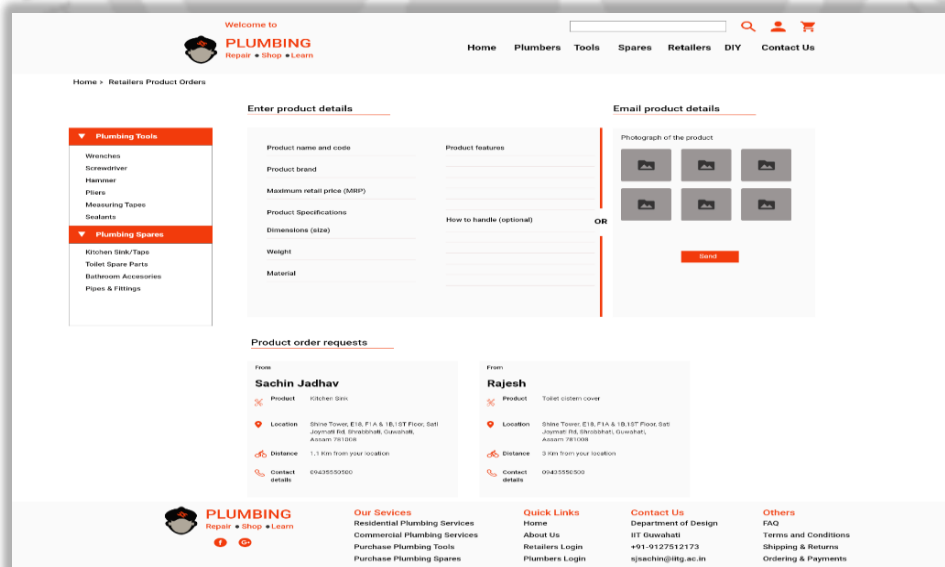 Welcome to
PLUMBING
Repair • Shop • Learn
Home Plumbers Tools Spares Retailers DIY Contact Us
Home > Retailers Product Orders
Enter product details
Email product details
Plumbing Tools
Wrenches
Screwdriver
Hammer
Pliers
Measuring Tapes
Sealants
Plumbing Spares
Kitchen Sink/Taps
Toilet Spare Parts
Bathroom Accesories
Pipes & Fittings
Product name and code
Product brand
Maximum retail price (MRP)
Product Specifications
Dimensions (size)
Weight
Material
Product features
How to handle (optional)
OR
Photograph of the product
Send
Product order requests
From
Sachin Jadhav
Product Kitchen Sink
Location Shine Tower, E18, F1A & 1B,1ST Floor, Sati
Joymati Rd, Shrabbhati, Guwahati,
Assam 781008
Distance 1.1 Km from your location
Contact details 09435550500
From
Rajesh
Product Toilet cistern cover
Location Shine Tower, E18, F1A & 1B,1ST Floor, Sati
Joymati Rd, Shrabbhati, Guwahati,
Assam 781008
Distance 3 Km from your location
Contact details 09435550500
PLUMBING
Repair • Shop • Learn
Our Sevices
Residential Plumbing Services
Commercial Plumbing Services
Purchase Plumbing Tools
Purchase Plumbing Spares
Quick Links
Home
About Us
Retailers Login
Plumbers Login
Contact Us
Department of Design
IIT Guwahati
+91-9127512173
sjsachin@iitg.ac.in
Others
FAQ
Terms and Conditions
Shipping & Returns
Ordering & Payments